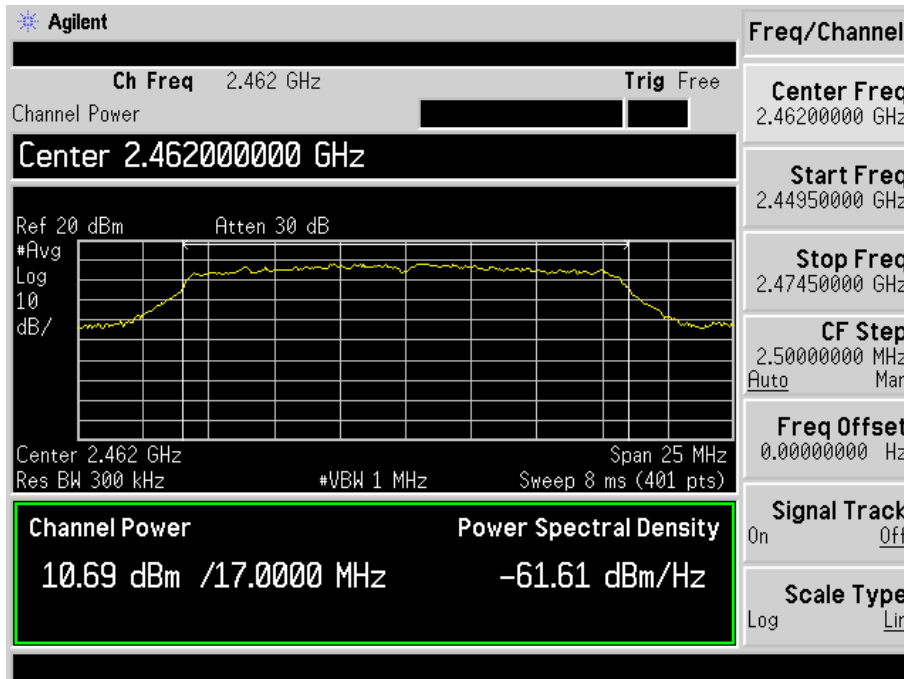 Agilent
Freq/Channel
Ch Freq 2.462 GHz Trig Free
Channel Power
Center 2.462000000 GHz
Ref 20 dBm Atten 30 dB
#Avg
Log
10
dB/
Center 2.462 GHz Span 25 MHz
Res BW 300 kHz #VBW 1 MHz Sweep 8 ms (401 pts)
Channel Power Power Spectral Density
10.69 dBm /17.0000 MHz -61.61 dBm/Hz
Center Freq
2.46200000 GHz
Start Freq
2.44950000 GHz
Stop Freq
2.47450000 GHz
CF Step
2.50000000 MHz
Auto Man
Freq Offset
0.00000000 Hz
Signal Track
On Off
Scale Type
Log Lin